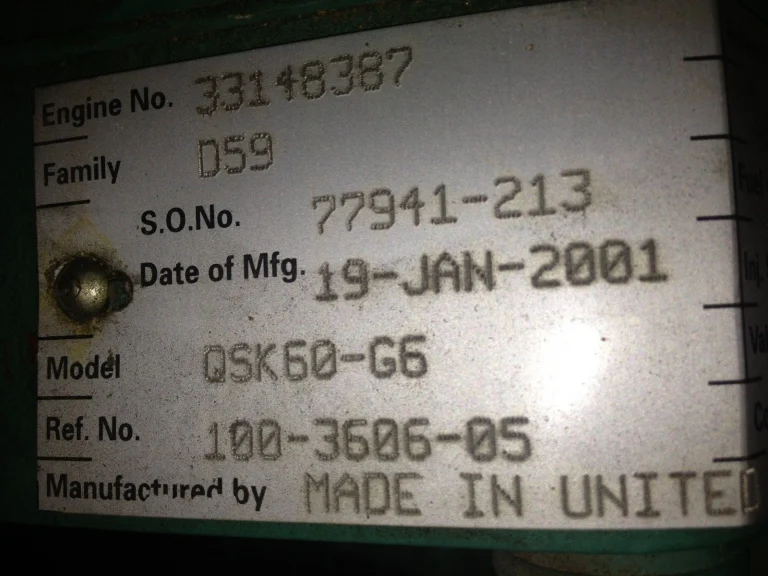 Engine No. 33148387
Family D59
S.O.No. 77941-213
Date of Mfg. 19-JAN-2001
Model QSK60-G6
Ref. No. 100-3606-05
Manufactured by MADE IN UNITED